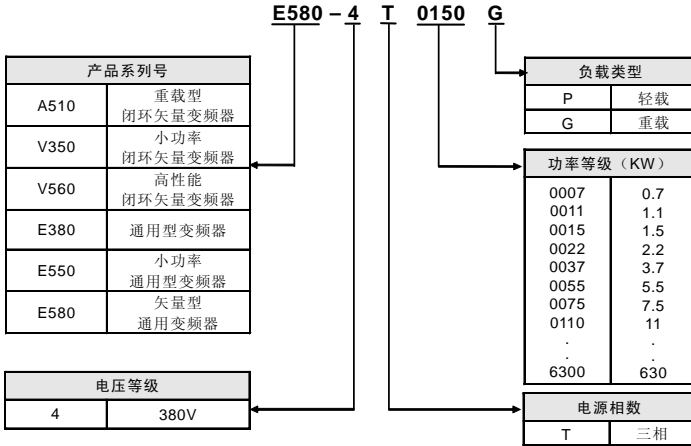 E580 – 4 T 0150 G
产品系列号
A510 重载型
闭环矢量变频器
V350 小功率
闭环矢量变频器
V560 高性能
闭环矢量变频器
E380 通用型变频器
E550 小功率
通用型变频器
E580 矢量型
通用变频器
电压等级
4 380V
负载类型
P 轻载
G 重载
功率等级（KW）
0007 0.7
0011 1.1
0015 1.5
0022 2.2
0037 3.7
0055 5.5
0075 7.5
0110 11
. .
. .
6300 630
电源相数
T 三相